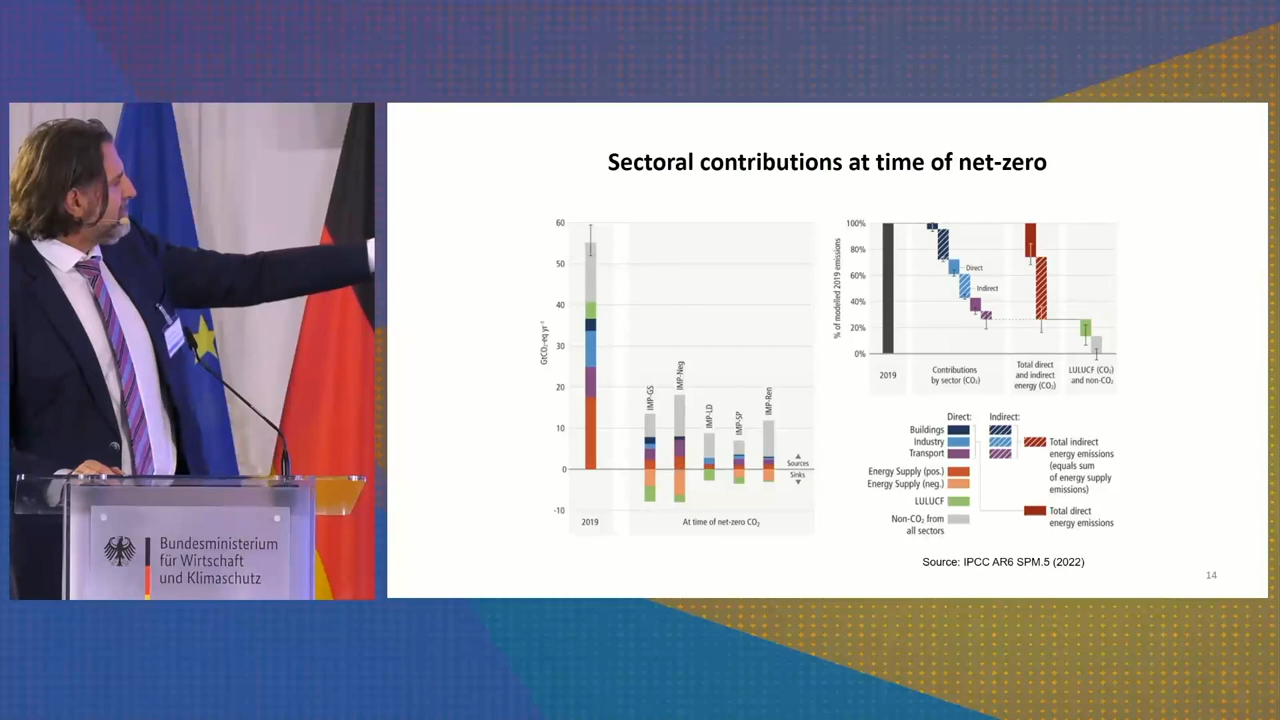 Sectoral contributions at time of net-zero
60
50
40
30
20
10
0
-10
GtCO₂-eq yr⁻¹
IMP-GS
IMP-Neg
IMP-LD
IMP-SP
IMP-Ren
Sources
Sinks
2019
At time of net-zero CO₂
100%
80%
60%
40%
20%
0%
% of modelled 2019 emissions
Direct
Indirect
2019
Contributions
by sector (CO₂)
Total direct
and indirect
energy (CO₂)
LULUCF (CO₂)
and non-CO₂
Direct:
Indirect:
Buildings
Industry
Transport
Energy Supply (pos.)
Energy Supply (neg.)
LULUCF
Non-CO₂ from
all sectors
Total indirect
energy emissions
(equals sum
of energy supply
emissions)
Total direct
energy emissions
Source: IPCC AR6 SPM.5 (2022)
14
Bundesministerium
für Wirtschaft
und Klimaschutz